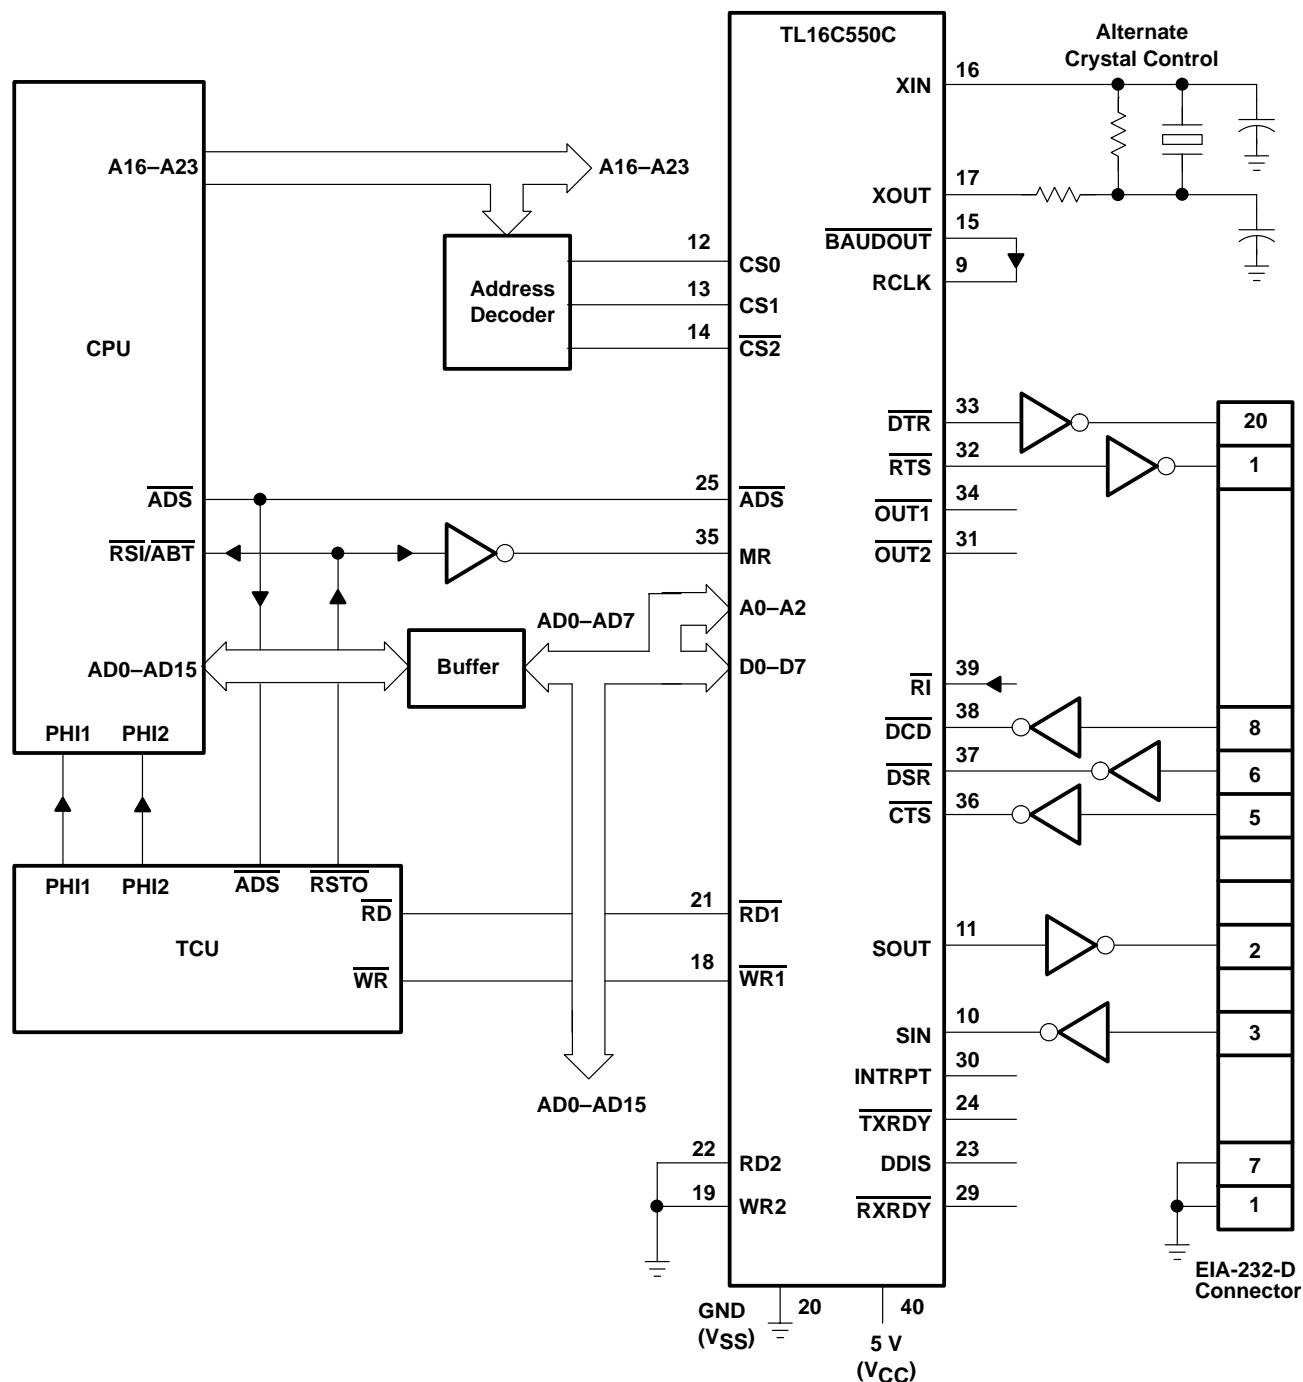 TL16C550C
Alternate
Crystal Control
XIN
16
A16–A23
A16–A23
XOUT
17
BAUDOUT
15
RCLK
9
12
CS0
13
CS1
14
CS2
Address
Decoder
CPU
DTR
33
20
RTS
32
1
ADS
25
ADS
OUT1
34
RSI/ABT
35
MR
OUT2
31
AD0–AD7
A0–A2
AD0–AD15
Buffer
D0–D7
RI
39
PHI1
PHI2
DCD
38
8
DSR
37
6
CTS
36
5
PHI1
PHI2
ADS
RSTO
RD
21
RD1
TCU
SOUT
11
2
WR
18
WR1
SIN
10
3
INTRPT
30
AD0–AD15
TXRDY
24
22
RD2
DDIS
23
7
19
WR2
RXRDY
29
1
EIA-232-D
Connector
GND
(VSS)
20
40
5 V
(VCC)